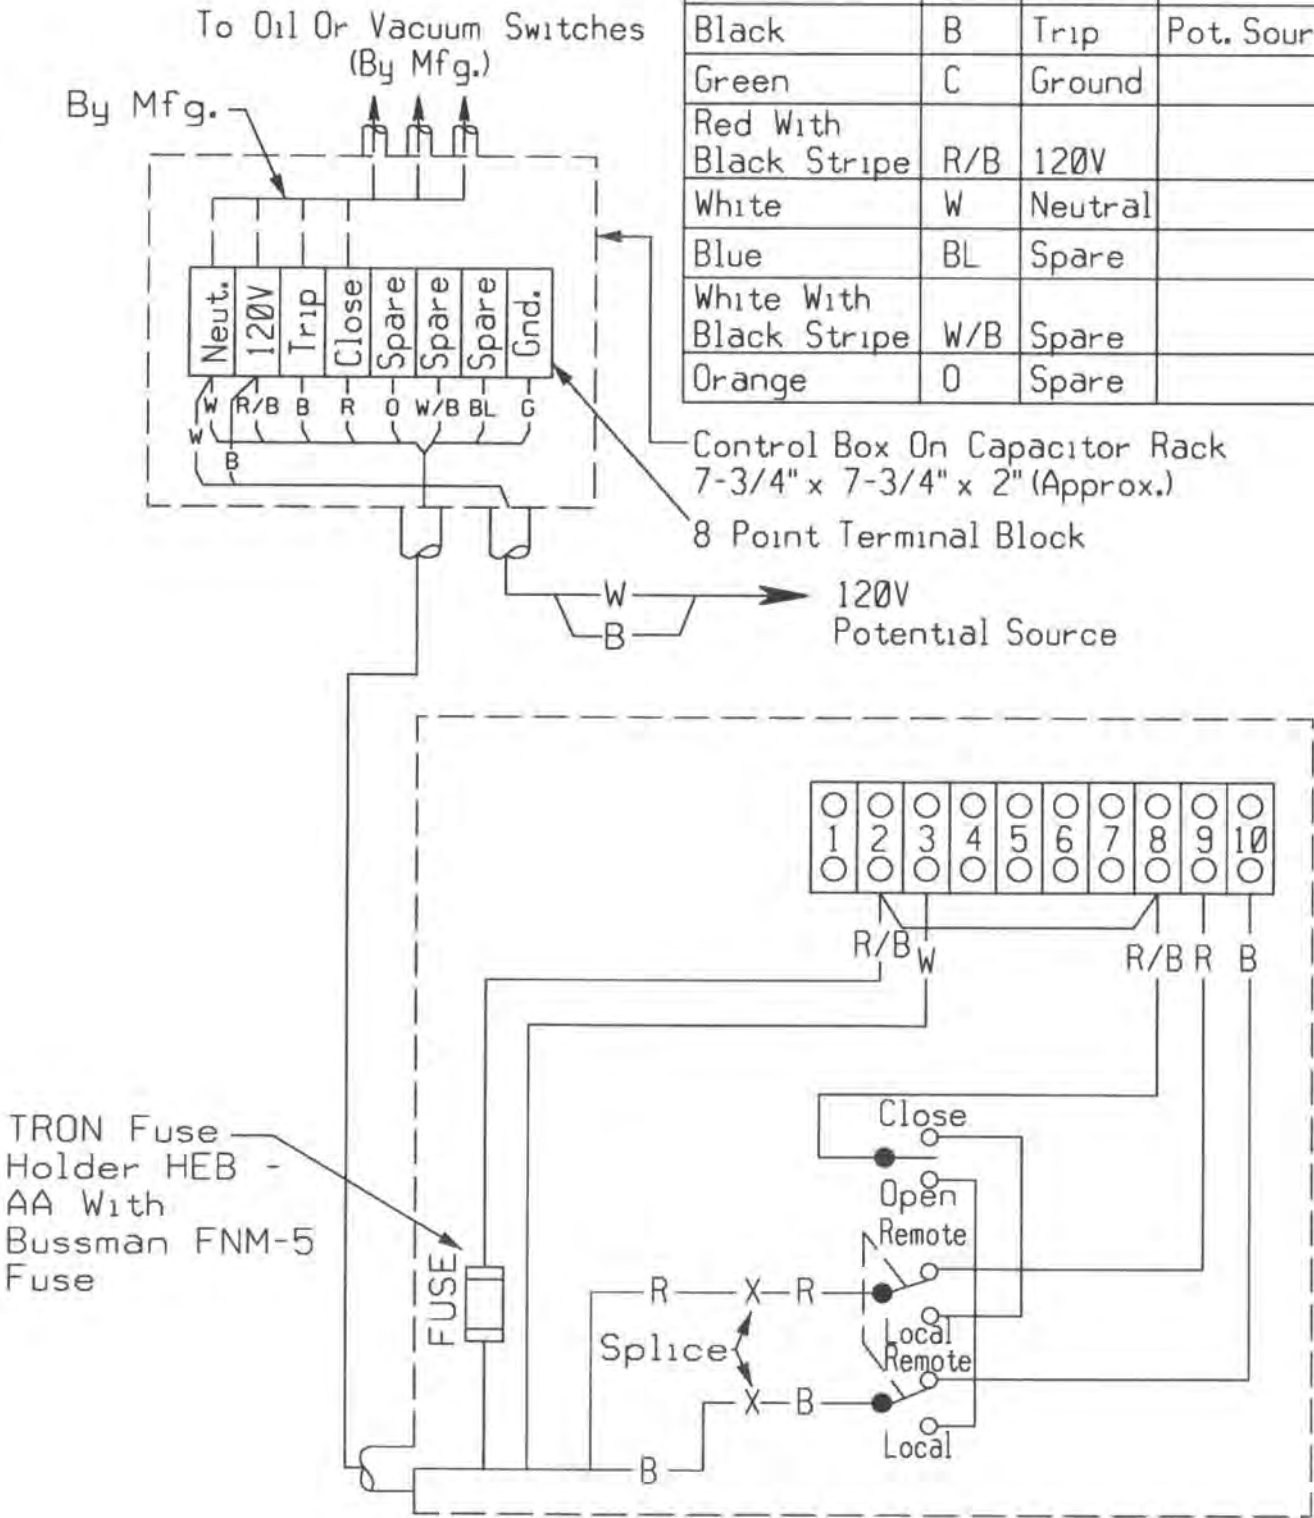 To Oil Or Vacuum Switches
(By Mfg.)
By Mfg.
Black B Trip Pot. Sour
Green C Ground
Red With
Black Stripe R/B 120V
White W Neutral
Blue BL Spare
White With
Black Stripe W/B Spare
Orange O Spare
Neut. 120V Trip Close Spare Spare Spare Gnd.
W R/B B R O W/B BL G
W
B
Control Box On Capacitor Rack
7-3/4" x 7-3/4" x 2" (Approx.)
8 Point Terminal Block
W
B
120V
Potential Source
1 2 3 4 5 6 7 8 9 10
R/B W R/B R B
TRON Fuse
Holder HEB -
AA With
Bussman FNM-5
Fuse
FUSE
Close
Open
Remote
R X R
Local
Splice
Remote
X B
Local
B